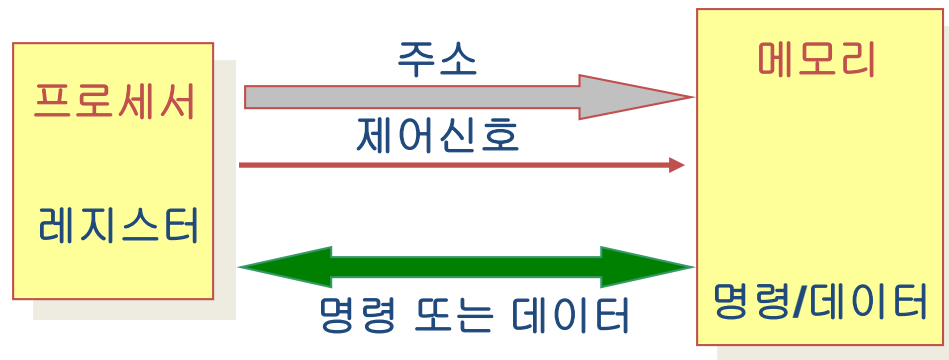 프로세서
레지스터
주소
제어신호
명령 또는 데이터
메모리
명령/데이터